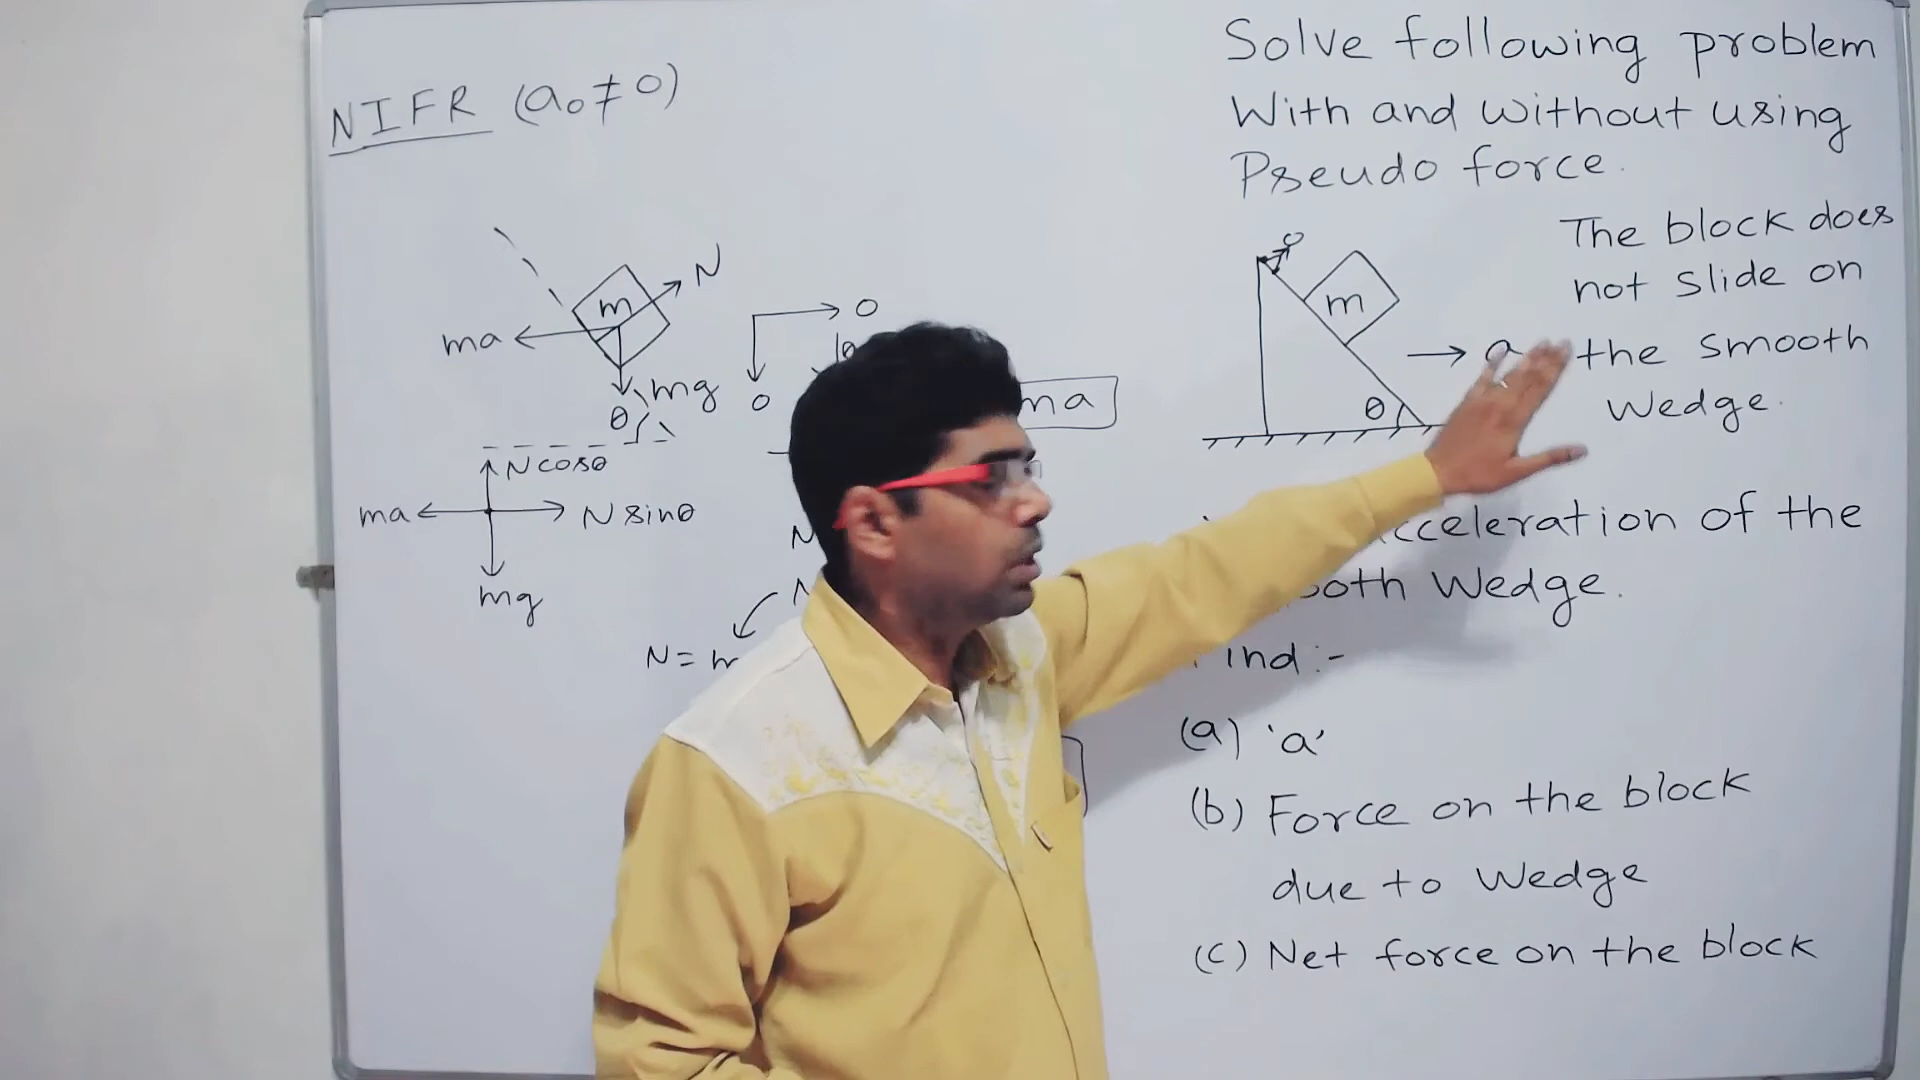 NIFR (a₀≠0)
m
N
ma
mg
θ
0
0
θ
ma
N cosθ
ma
N sinθ
mg
N
N
N =
Solve following problem
With and without using
Pseudo force.
The block does
not slide on
the smooth
Wedge.
m
a
θ
cceleration of the
ooth Wedge.
ind :-
(a) 'a'
(b) Force on the block
due to Wedge
(c) Net force on the block